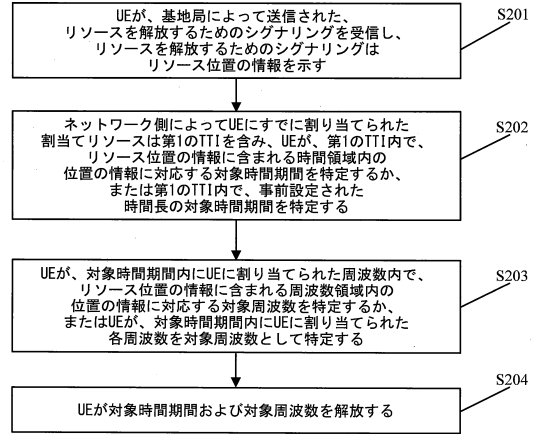 UEが、基地局によって送信された、
リソースを解放するためのシグナリングを受信し、
リソースを解放するためのシグナリングは
リソース位置の情報を示す
S201
ネットワーク側によってUEにすでに割り当てられた
割当てリソースは第1のTTIを含み、UEが、第1のTTI内で、
リソース位置の情報に含まれる時間領域内の
位置の情報に対応する対象時間期間を特定するか、
または第1のTTI内で、事前設定された
時間長の対象時間期間を特定する
S202
UEが、対象時間期間内にUEに割り当てられた周波数内で、
リソース位置の情報に含まれる周波数領域内の
位置の情報に対応する対象周波数を特定するか、
またはUEが、対象時間期間内にUEに割り当てられた
各周波数を対象周波数として特定する
S203
UEが対象時間期間および対象周波数を解放する
S204